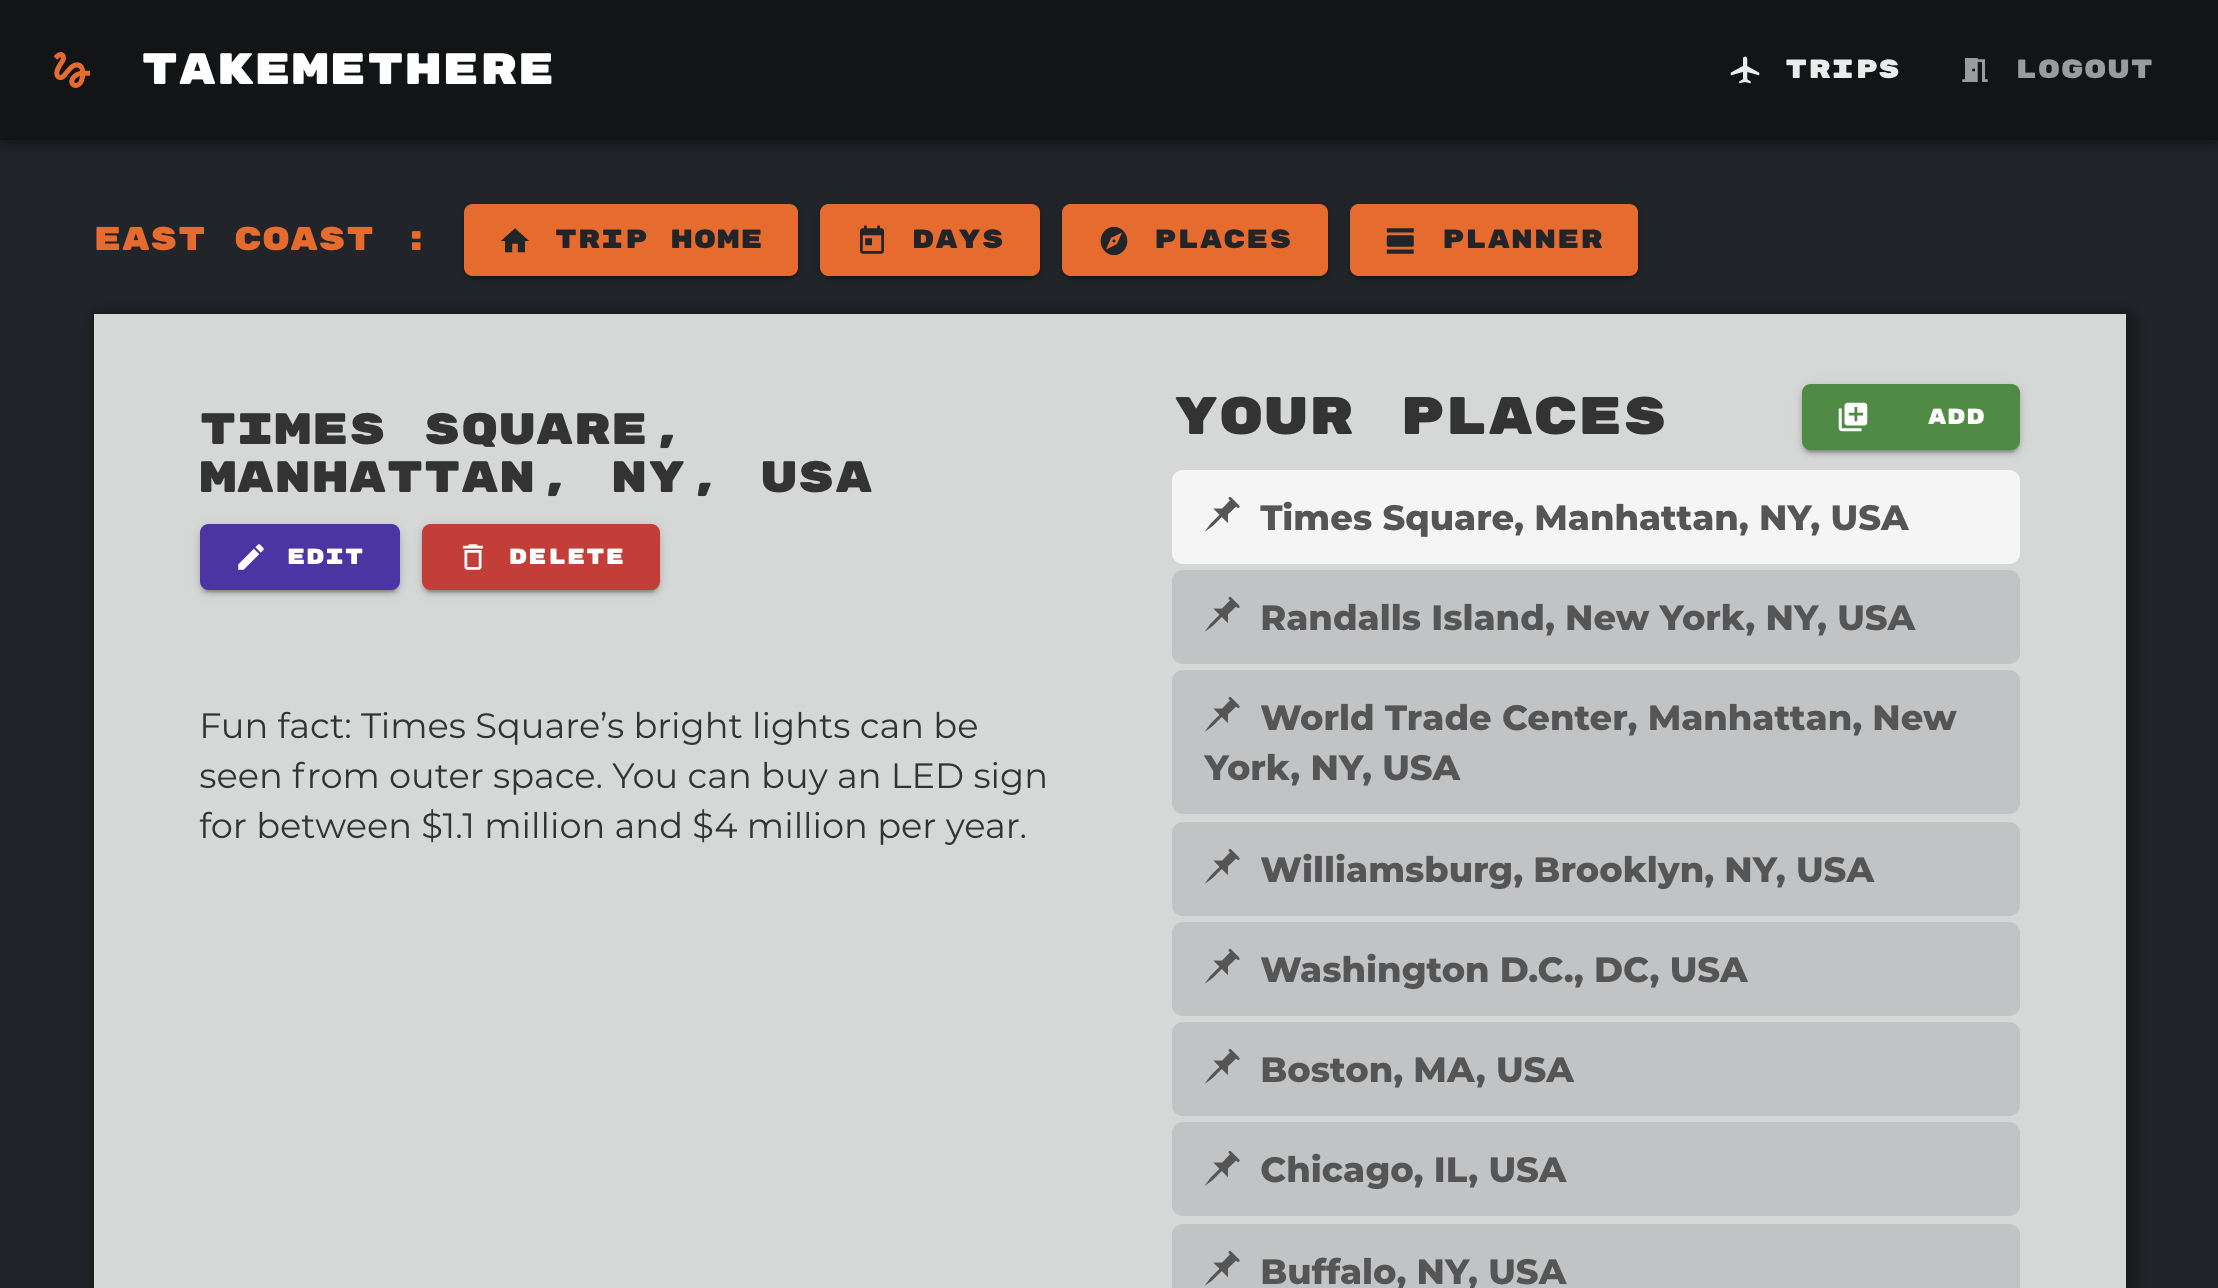 TAKEMETHERE
TRIPS
LOGOUT
EAST COAST :
TRIP HOME
DAYS
PLACES
PLANNER
TIMES SQUARE,
MANHATTAN, NY, USA
EDIT
DELETE
Fun fact: Times Square’s bright lights can be
seen from outer space. You can buy an LED sign
for between $1.1 million and $4 million per year.
YOUR PLACES
ADD
Times Square, Manhattan, NY, USA
Randalls Island, New York, NY, USA
World Trade Center, Manhattan, New
York, NY, USA
Williamsburg, Brooklyn, NY, USA
Washington D.C., DC, USA
Boston, MA, USA
Chicago, IL, USA
Buffalo, NY, USA